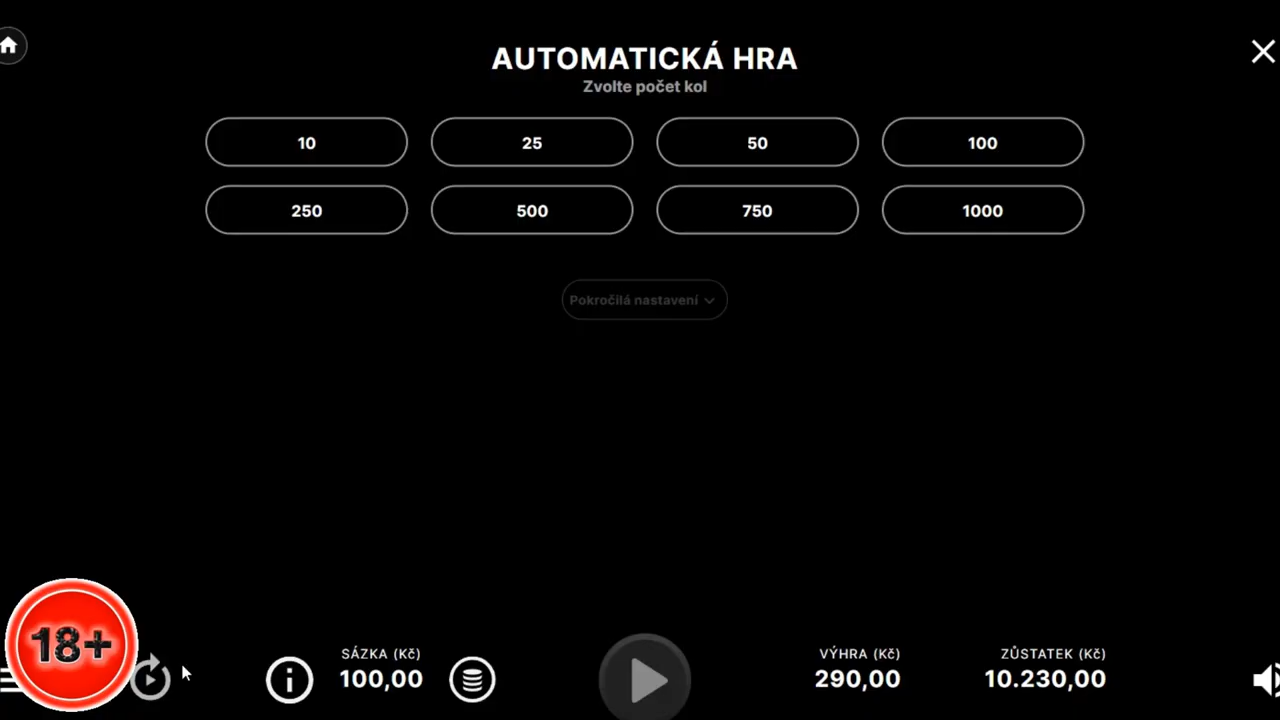 AUTOMATICKÁ HRA
Zvolte počet kol
10 25 50 100
250 500 750 1000
Pokročilá nastavení
18+
SÁZKA (Kč)
100,00
VÝHRA (Kč)
290,00
ZŮSTATEK (Kč)
10.230,00